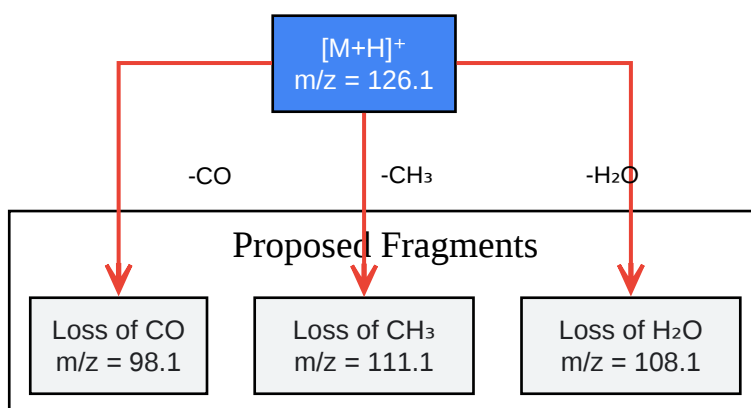 [M+H]⁺
m/z = 126.1
-CO
-CH₃
-H₂O
Proposed Fragments
Loss of CO
m/z = 98.1
Loss of CH₃
m/z = 111.1
Loss of H₂O
m/z = 108.1